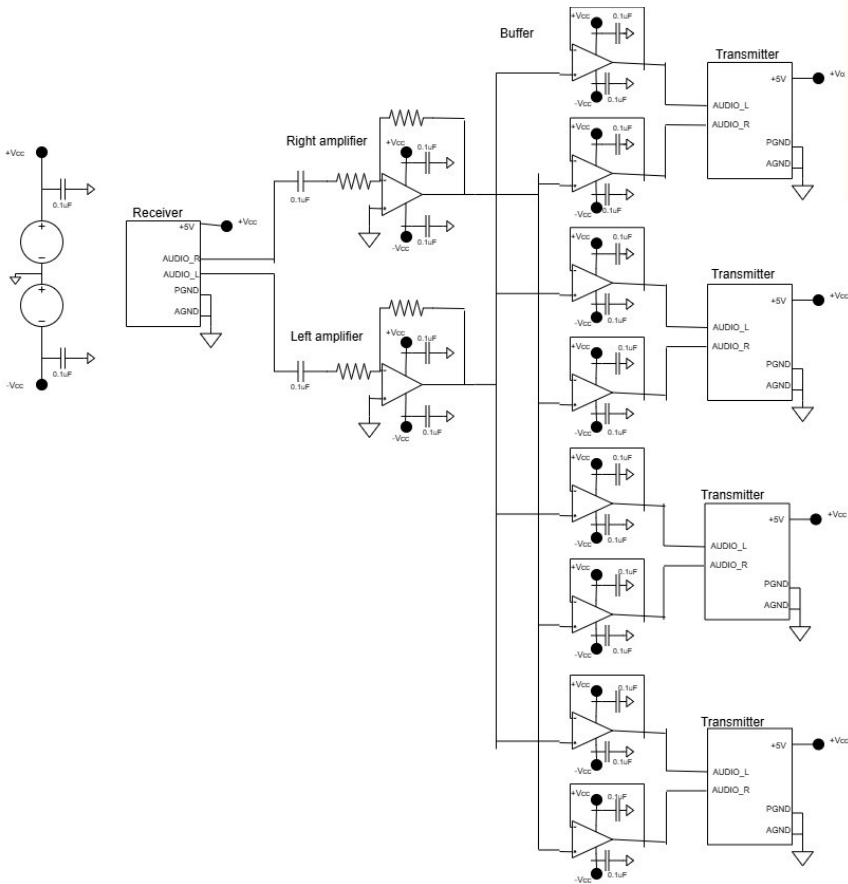 +Vcc
0.1uF
+
−
+
−
0.1uF
-Vcc
Receiver
+5V
+Vcc
AUDIO_R
AUDIO_L
PGND
AGND
Right amplifier
0.1uF
+Vcc
0.1uF
-
+
0.1uF
-Vcc
Left amplifier
0.1uF
+Vcc
0.1uF
-
+
0.1uF
-Vcc
Buffer
+Vcc
0.1uF
-
+
0.1uF
-Vcc
+Vcc
0.1uF
-
+
0.1uF
-Vcc
Transmitter
+5V
AUDIO_L
AUDIO_R
PGND
AGND
+Vcc
0.1uF
-
+
0.1uF
-Vcc
+Vcc
0.1uF
-
+
0.1uF
-Vcc
Transmitter
+5V
+Vcc
AUDIO_L
AUDIO_R
PGND
AGND
+Vcc
0.1uF
-
+
0.1uF
-Vcc
+Vcc
0.1uF
-
+
0.1uF
-Vcc
Transmitter
+5V
+Vcc
AUDIO_L
AUDIO_R
PGND
AGND
+Vcc
0.1uF
-
+
0.1uF
-Vcc
+Vcc
0.1uF
-
+
0.1uF
-Vcc
Transmitter
+5V
+Vcc
AUDIO_L
AUDIO_R
PGND
AGND